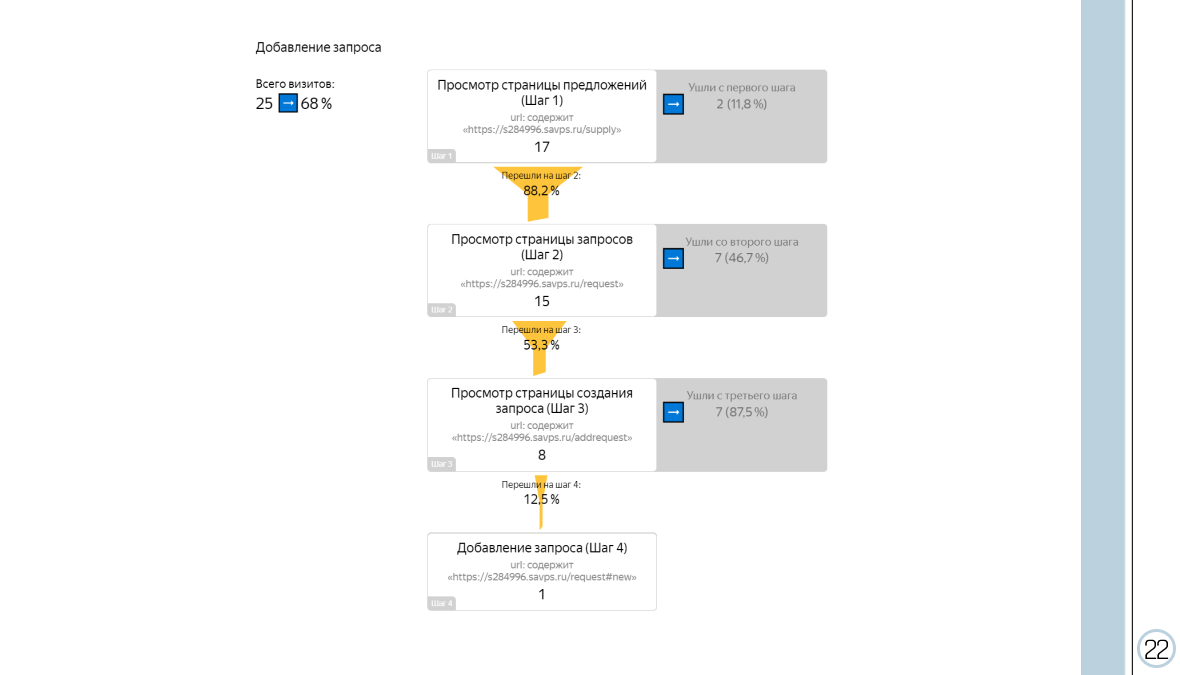 Добавление запроса
Всего визитов:
25 → 68 %
Просмотр страницы предложений
(Шаг 1)
url: содержит
«https://s284996.savps.ru/supply»
17
Шаг 1
Ушли с первого шага
→ 2 (11,8 %)
Перешли на шаг 2:
88,2 %
Просмотр страницы запросов
(Шаг 2)
url: содержит
«https://s284996.savps.ru/request»
15
Шаг 2
Ушли со второго шага
→ 7 (46,7 %)
Перешли на шаг 3:
53,3 %
Просмотр страницы создания
запроса (Шаг 3)
url: содержит
«https://s284996.savps.ru/addrequest»
8
Шаг 3
Ушли с третьего шага
→ 7 (87,5 %)
Перешли на шаг 4:
12,5 %
Добавление запроса (Шаг 4)
url: содержит
«https://s284996.savps.ru/request#new»
1
Шаг 4
22